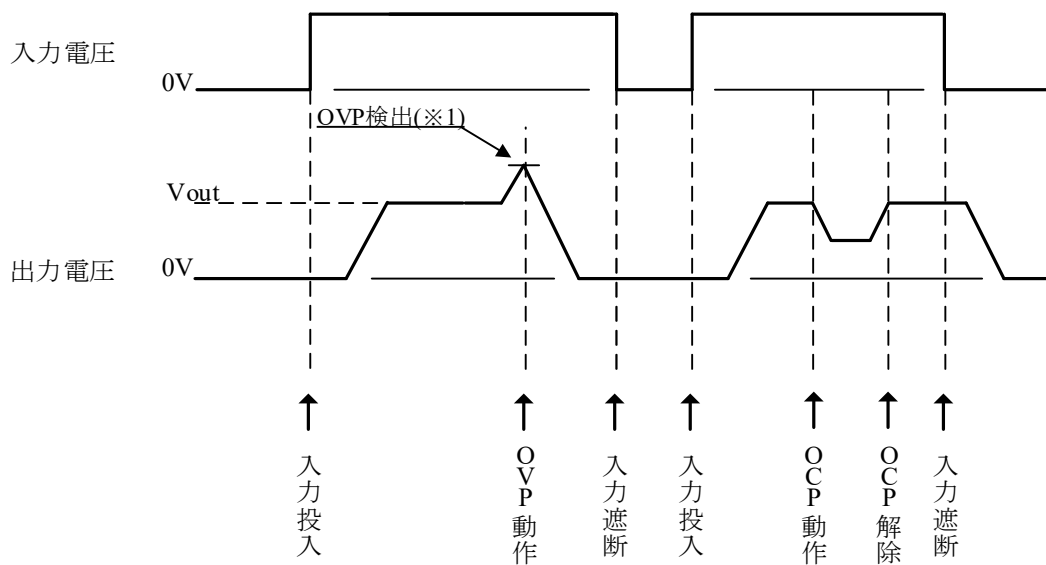 入力電圧
0V
OVP検出(※1)
Vout
出力電圧
0V
入力投入
OVP動作
入力遮断
入力投入
OCP動作
OCP解除
入力遮断